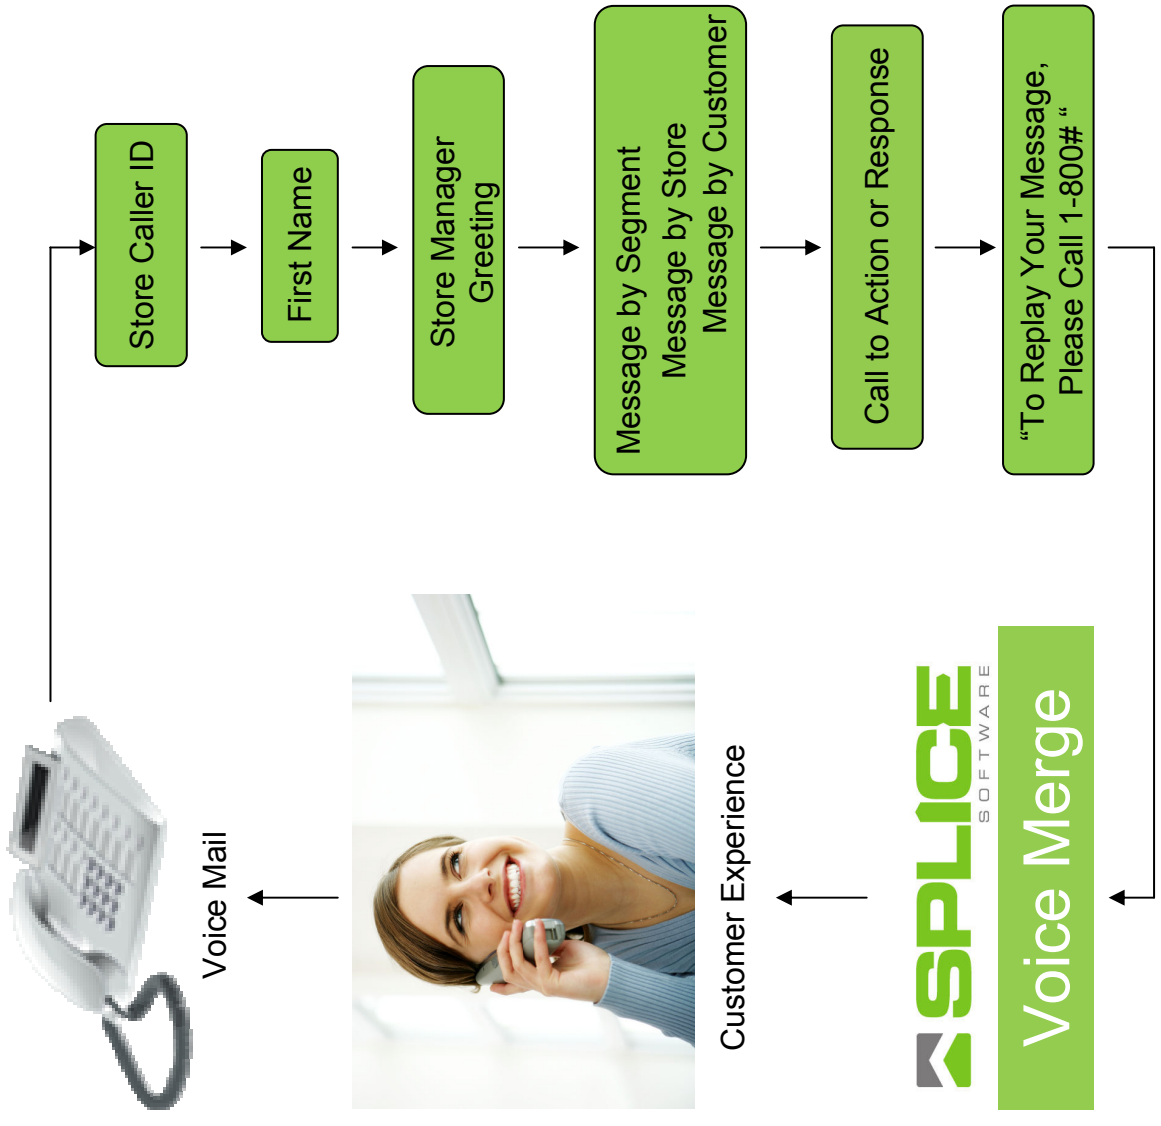 Store Caller ID
First Name
Store Manager
Greeting
Message by Segment
Message by Store
Message by Customer
Call to Action or Response
“To Replay Your Message,
Please Call 1-800# “
Voice Mail
Customer Experience
SPLICE
SOFTWARE
Voice Merge